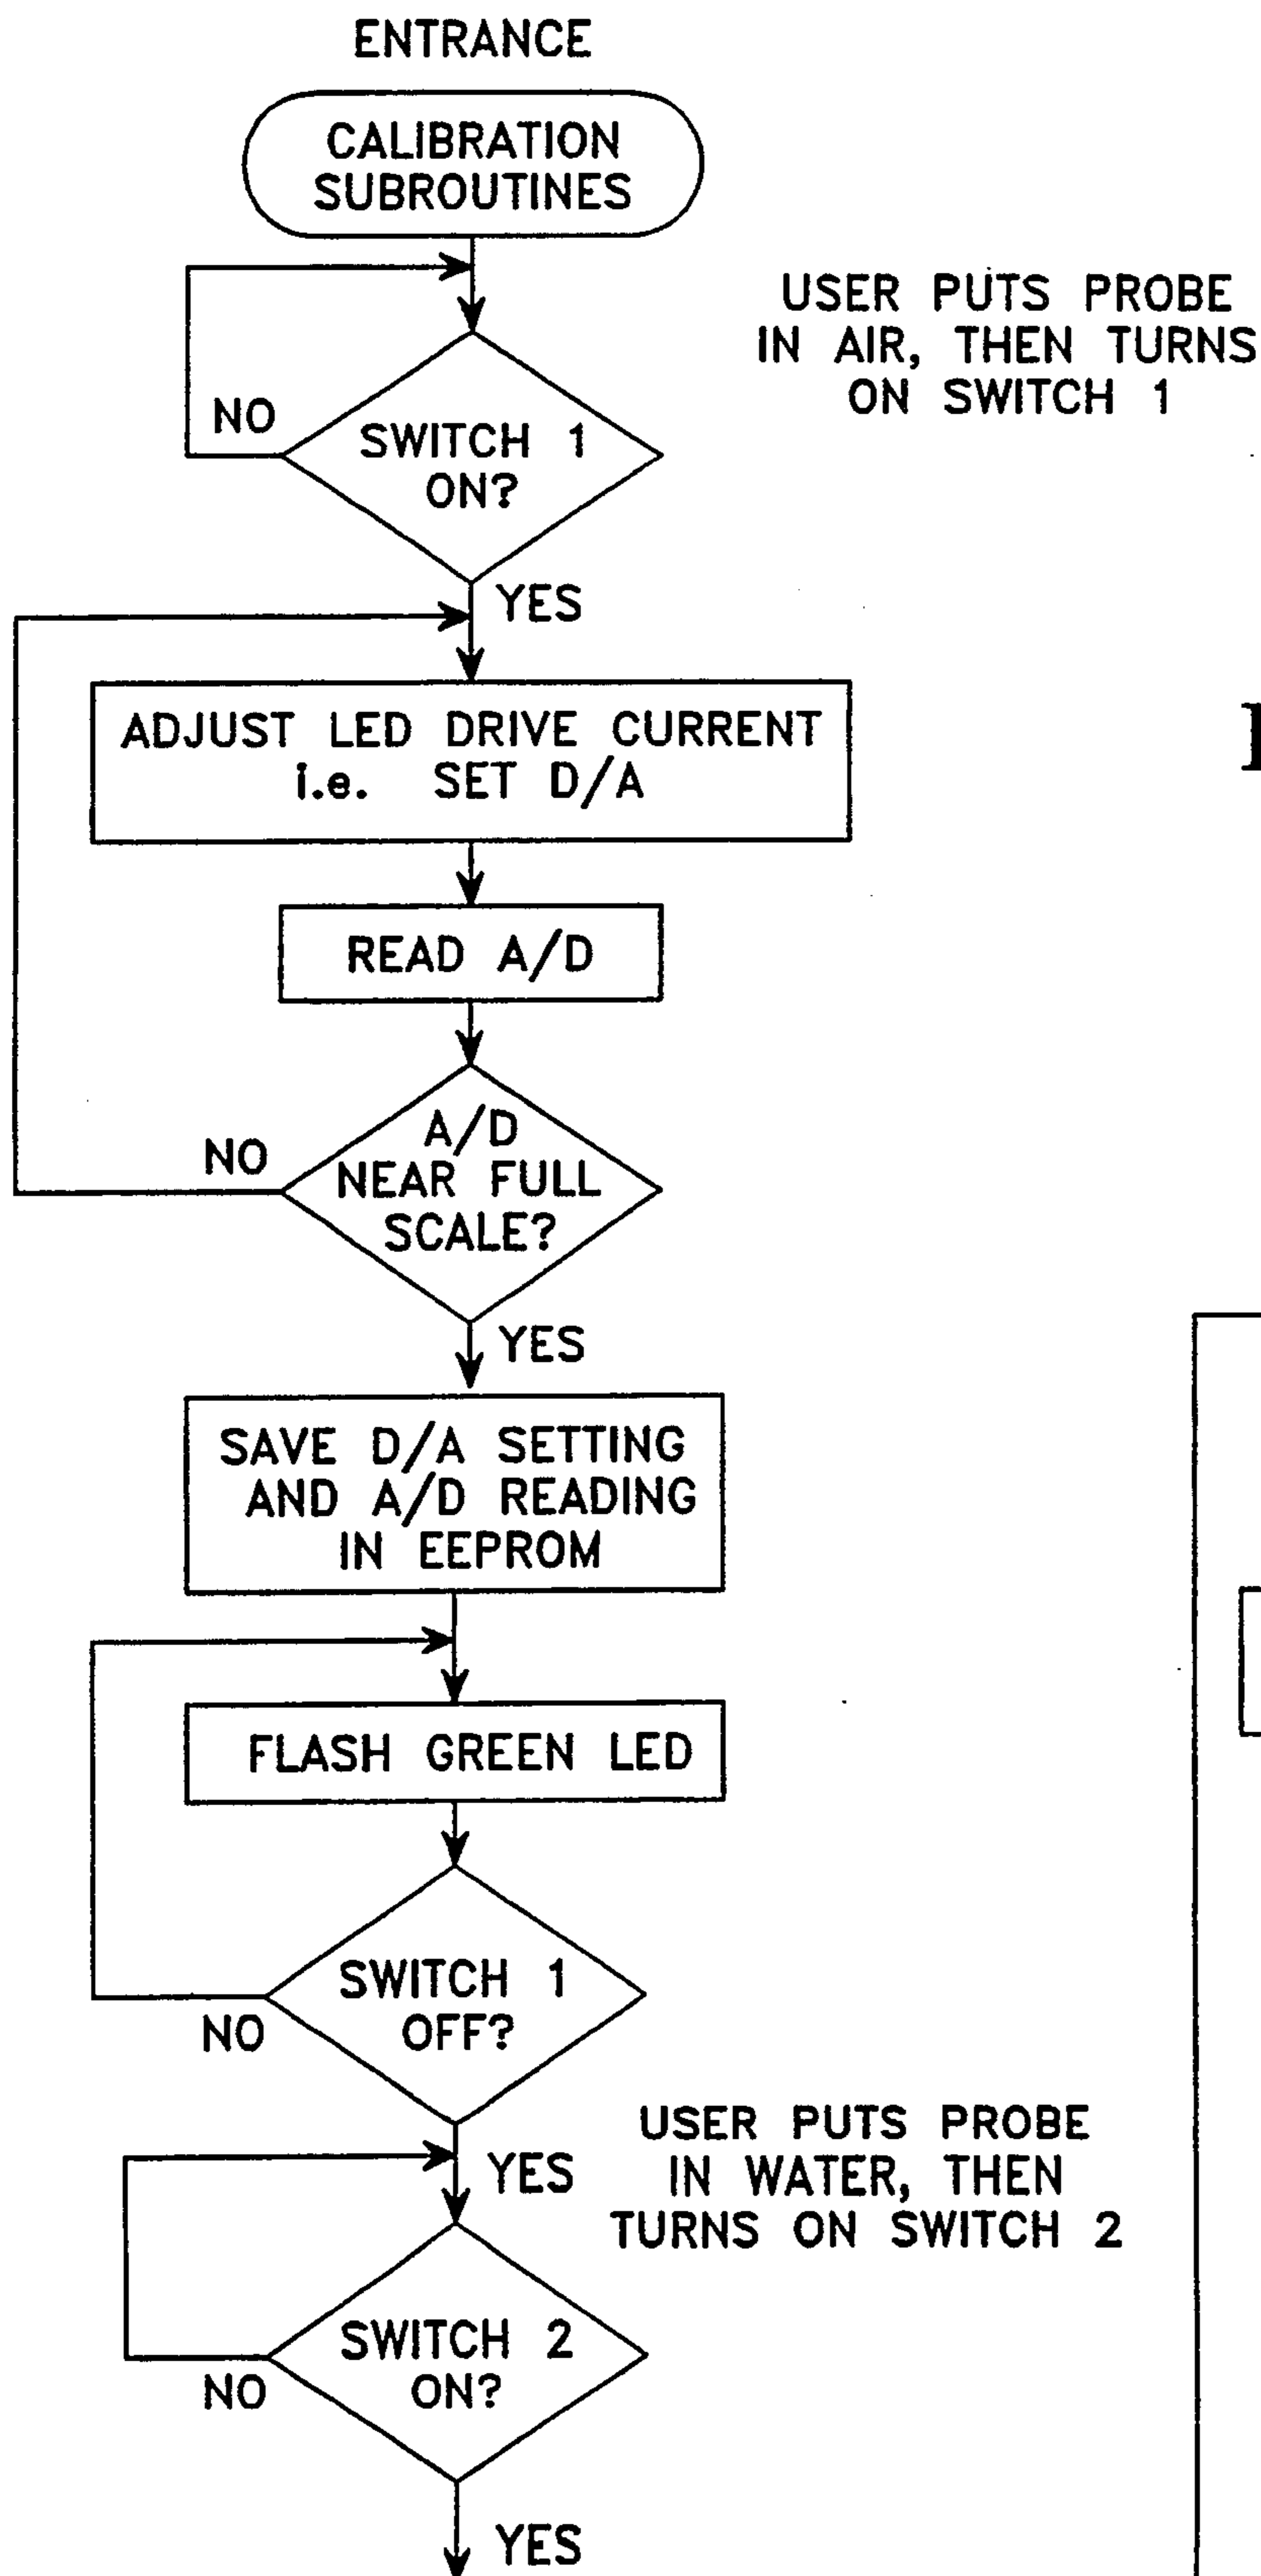 ENTRANCE
CALIBRATION
SUBROUTINES
USER PUTS PROBE
IN AIR, THEN TURNS
ON SWITCH 1
NO
SWITCH 1
ON?
YES
ADJUST LED DRIVE CURRENT
i.e. SET D/A
READ A/D
A/D
NEAR FULL
SCALE?
NO
YES
SAVE D/A SETTING
AND A/D READING
IN EEPROM
FLASH GREEN LED
SWITCH 1
OFF?
NO
YES
USER PUTS PROBE
IN WATER, THEN
TURNS ON SWITCH 2
SWITCH 2
ON?
NO
YES